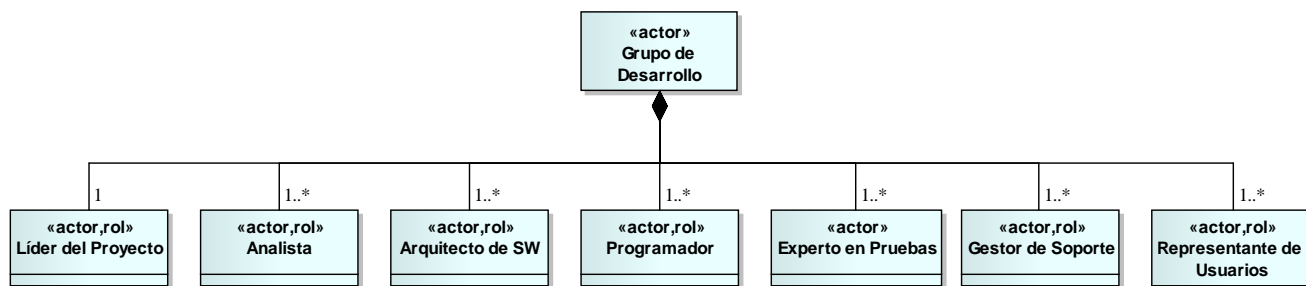 «actor»
Grupo de
Desarrollo
1
1..*
1..*
1..*
1..*
1..*
1..*
«actor,rol»
Líder del Proyecto
«actor,rol»
Analista
«actor,rol»
Arquitecto de SW
«actor,rol»
Programador
«actor»
Experto en Pruebas
«actor,rol»
Gestor de Soporte
«actor,rol»
Representante de
Usuarios